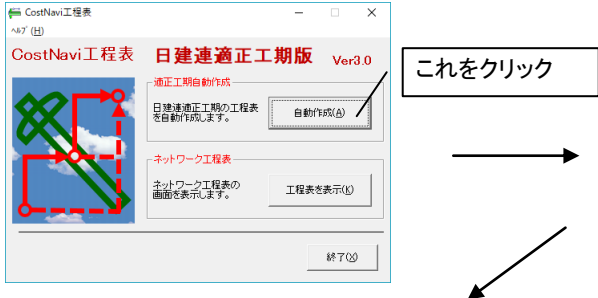 CostNavi工程表
ﾍﾙﾌﾟ(H)
CostNavi工程表 日建連適正工期版 Ver3.0
適正工期自動作成
日建連適正工期の工程表
を自動作成します。
自動作成(A)
これをクリック
ネットワーク工程表
ネットワーク工程表の
画面を表示します。
工程表を表示(K)
終了(X)